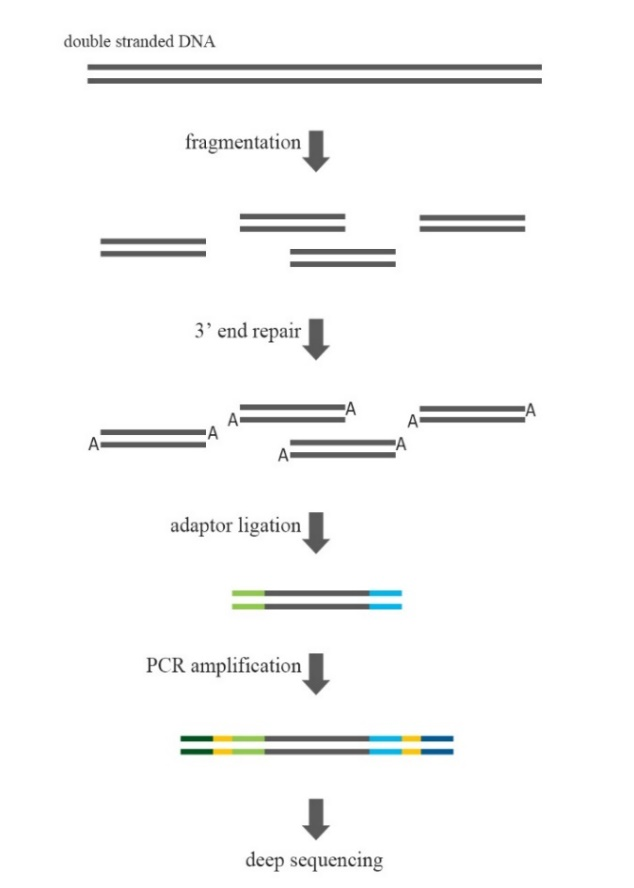 double stranded DNA
fragmentation
3’ end repair
A A
A A
A A
A A
adaptor ligation
PCR amplification
deep sequencing